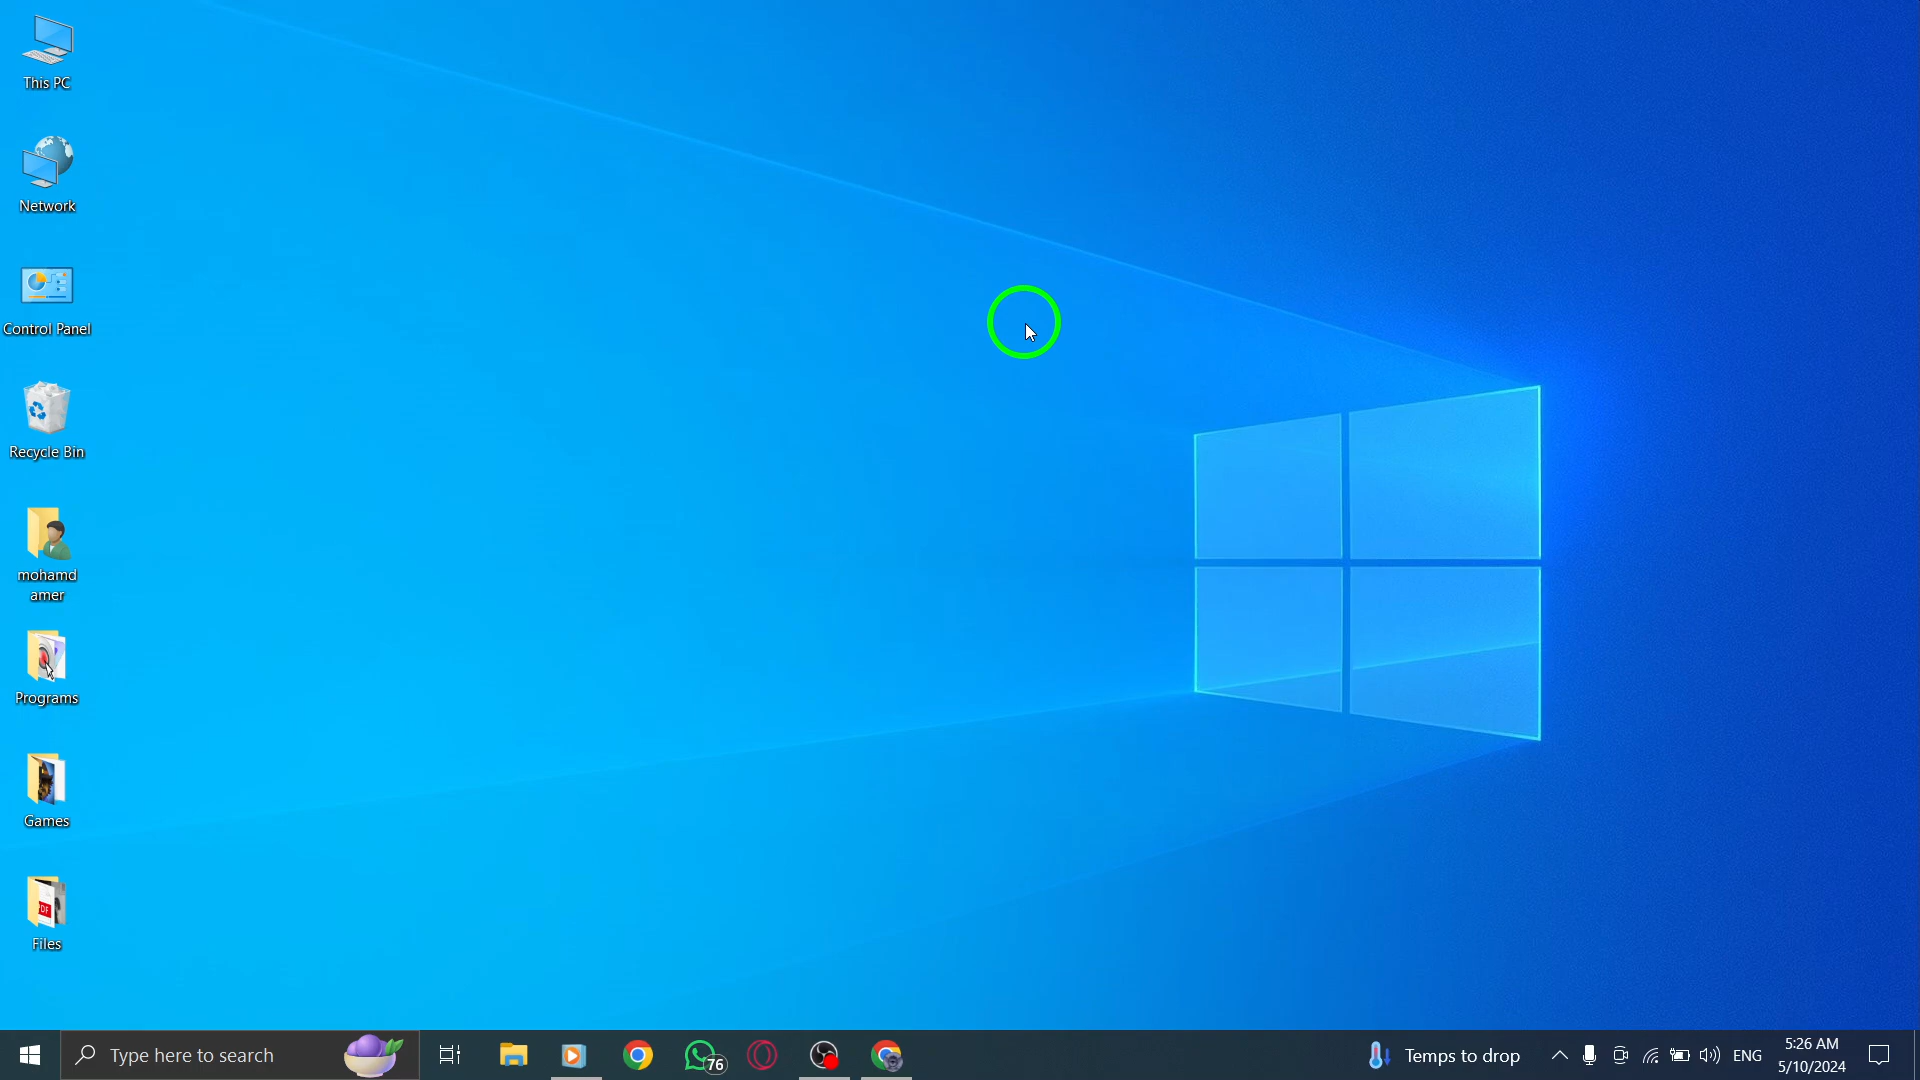 This PC
Network
Control Panel
Recycle Bin
mohamd
amer
Programs
Games
PDF
Files
Type here to search
76
Temps to drop
ENG
5:26 AM
5/10/2024